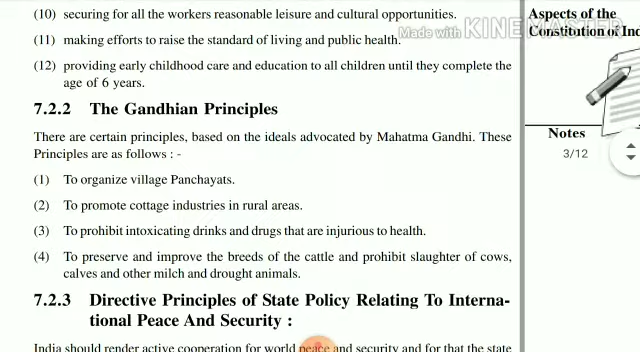 (10) securing for all the workers reasonable leisure and cultural opportunities.
(11) making efforts to raise the standard of living and public health.
(12) providing early childhood care and education to all children until they complete the
age of 6 years.
7.2.2 The Gandhian Principles
There are certain principles, based on the ideals advocated by Mahatma Gandhi. These
Principles are as follows : -
(1) To organize village Panchayats.
(2) To promote cottage industries in rural areas.
(3) To prohibit intoxicating drinks and drugs that are injurious to health.
(4) To preserve and improve the breeds of the cattle and prohibit slaughter of cows,
calves and other milch and drought animals.
7.2.3 Directive Principles of State Policy Relating To Interna-
tional Peace And Security :
India should render active cooperation for world peace and security and for that the state
Aspects of the
Constitution of Ind
Made with KINEMASTER
Notes
3/12